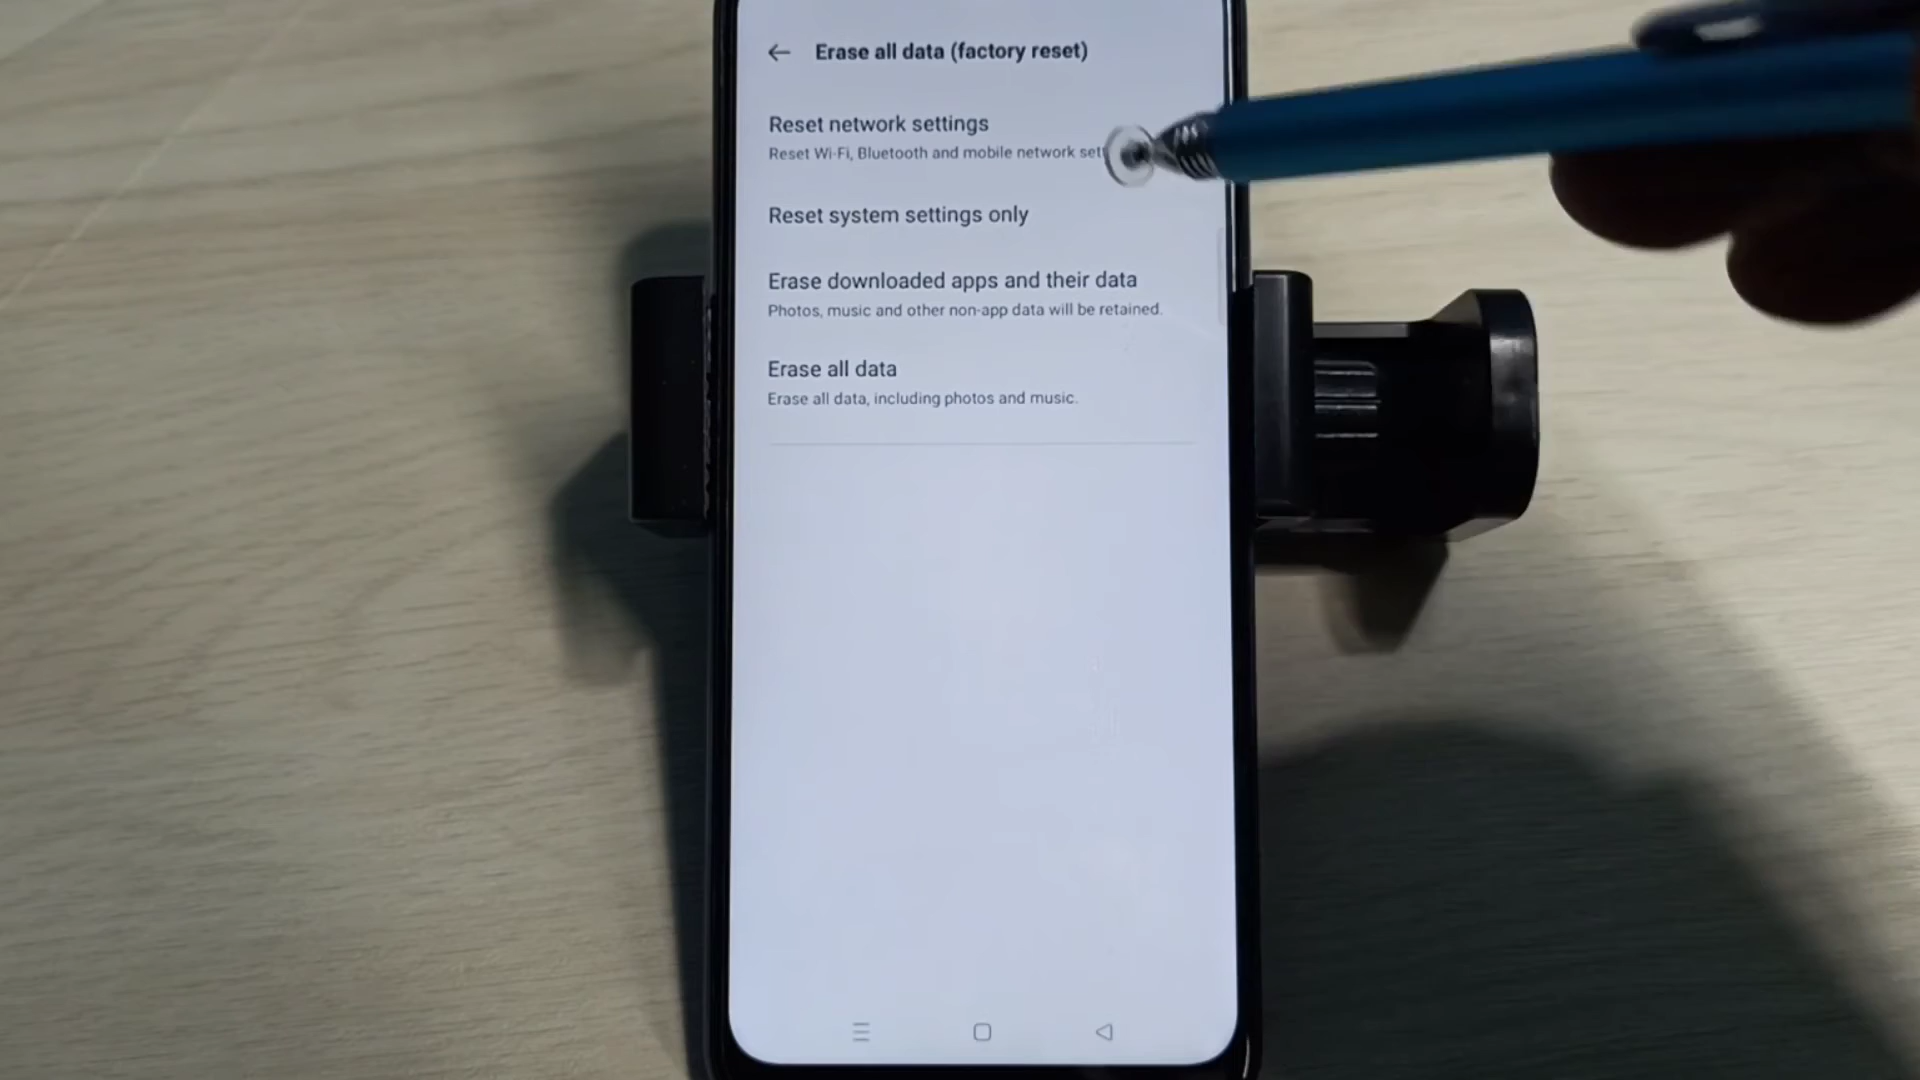 Erase all data (factory reset)
Reset network settings
Reset Wi-Fi, Bluetooth and mobile network
Reset system settings only
Erase downloaded apps and their data
Photos, music and other non-app data will be retained.
Erase all data
Erase all data, including photos and music.